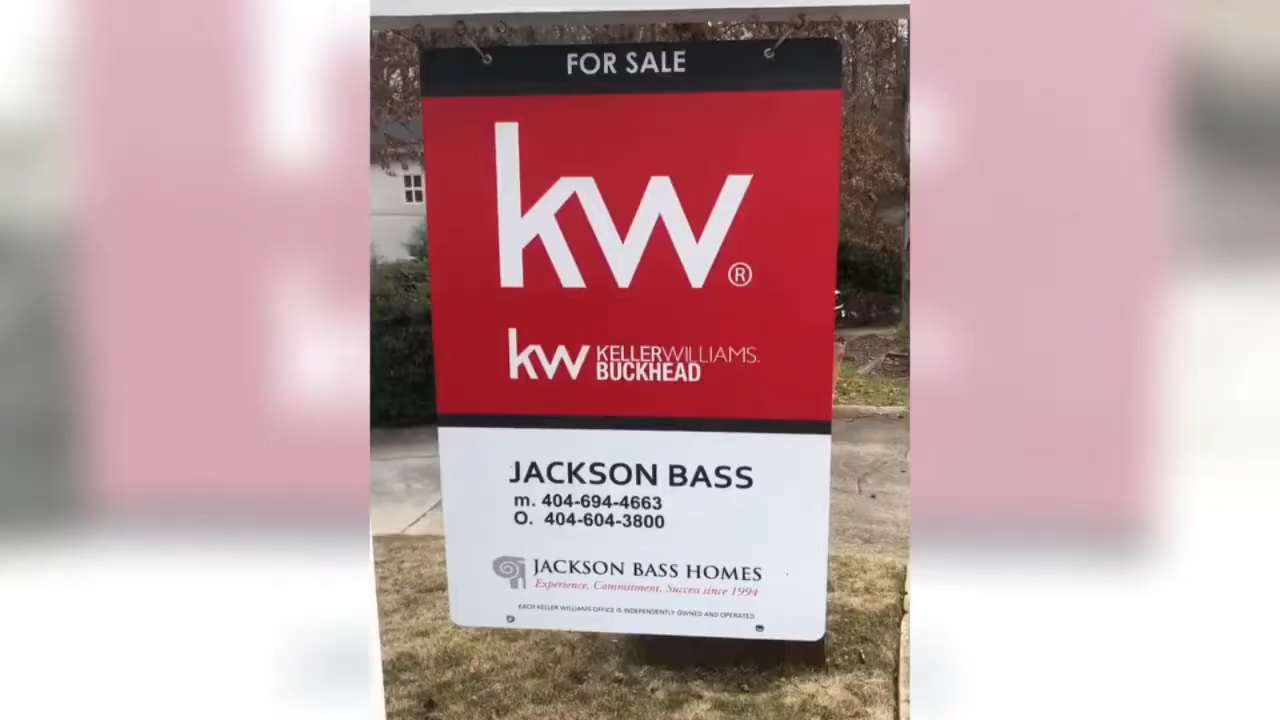 FOR SALE
kw®
kw KELLERWILLIAMS.
BUCKHEAD
JACKSON BASS
m. 404-694-4663
O. 404-604-3800
JACKSON BASS HOMES
Experience, Commitment, Success since 1994
EACH KELLER WILLIAMS OFFICE IS INDEPENDENTLY OWNED AND OPERATED